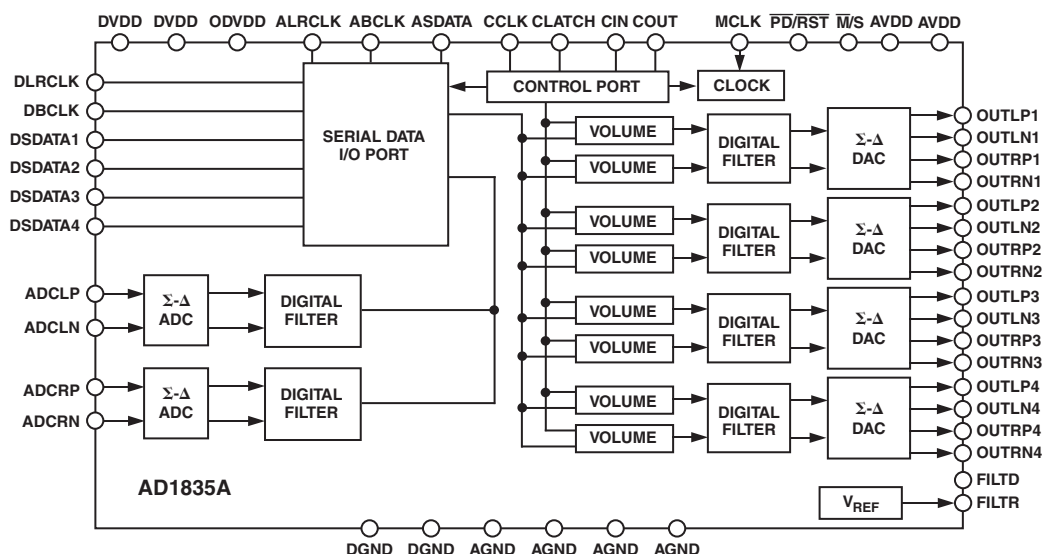 DVDD DVDD ODVDD ALRCLK ABCLK ASDATA CCLK CLATCH CIN COUT MCLK PD/RST M/S AVDD AVDD
DLRCLK
DBCLK
DSDATA1
DSDATA2
DSDATA3
DSDATA4
ADCLP
ADCLN
ADCRP
ADCRN
SERIAL DATA
I/O PORT
CONTROL PORT
CLOCK
Σ-Δ
ADC
DIGITAL
FILTER
Σ-Δ
ADC
DIGITAL
FILTER
VOLUME
VOLUME
DIGITAL
FILTER
Σ-Δ
DAC
VOLUME
VOLUME
DIGITAL
FILTER
Σ-Δ
DAC
VOLUME
VOLUME
DIGITAL
FILTER
Σ-Δ
DAC
VOLUME
VOLUME
DIGITAL
FILTER
Σ-Δ
DAC
OUTLP1
OUTLN1
OUTRP1
OUTRN1
OUTLP2
OUTLN2
OUTRP2
OUTRN2
OUTLP3
OUTLN3
OUTRP3
OUTRN3
OUTLP4
OUTLN4
OUTRP4
OUTRN4
FILTD
FILTR
VREF
AD1835A
DGND DGND AGND AGND AGND AGND